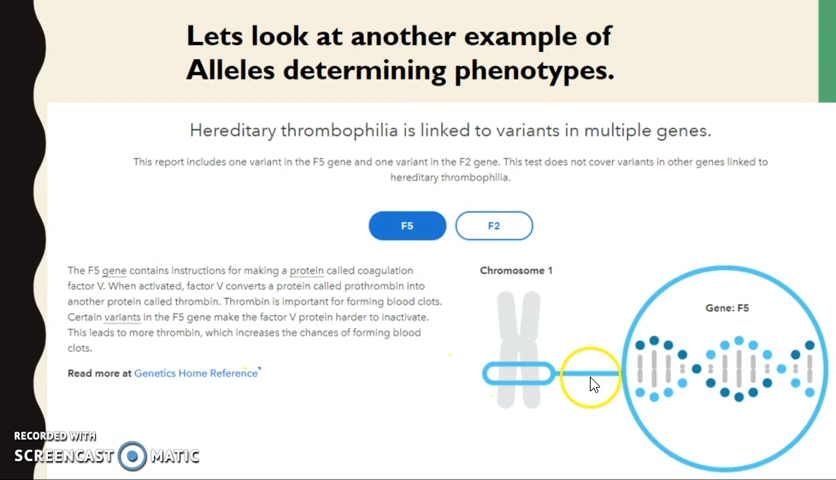 Lets look at another example of
Alleles determining phenotypes.
Hereditary thrombophilia is linked to variants in multiple genes.
This report includes one variant in the F5 gene and one variant in the F2 gene. This test does not cover variants in other genes linked to
hereditary thrombophilia.
F5
F2
The F5 gene contains instructions for making a protein called coagulation
factor V. When activated, factor V converts a protein called prothrombin into
another protein called thrombin. Thrombin is important for forming blood clots.
Certain variants in the F5 gene make the factor V protein harder to inactivate.
This leads to more thrombin, which increases the chances of forming blood
clots.
Read more at Genetics Home Reference
Chromosome 1
Gene: F5
RECORDED WITH
SCREENCAST MATIC